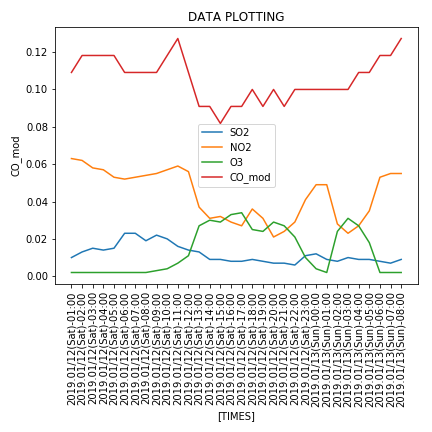 DATA PLOTTING
CO_mod
0.12
0.10
0.08
0.06
0.04
0.02
0.00
SO2
NO2
O3
CO_mod
2019.01/12(Sat)-01:00
2019.01/12(Sat)-02:00
2019.01/12(Sat)-03:00
2019.01/12(Sat)-04:00
2019.01/12(Sat)-05:00
2019.01/12(Sat)-06:00
2019.01/12(Sat)-07:00
2019.01/12(Sat)-08:00
2019.01/12(Sat)-09:00
2019.01/12(Sat)-10:00
2019.01/12(Sat)-11:00
2019.01/12(Sat)-12:00
2019.01/12(Sat)-13:00
2019.01/12(Sat)-14:00
2019.01/12(Sat)-15:00
2019.01/12(Sat)-16:00
2019.01/12(Sat)-17:00
2019.01/12(Sat)-18:00
2019.01/12(Sat)-19:00
2019.01/12(Sat)-20:00
2019.01/12(Sat)-21:00
2019.01/12(Sat)-22:00
2019.01/12(Sat)-23:00
2019.01/13(Sun)-00:00
2019.01/13(Sun)-01:00
2019.01/13(Sun)-02:00
2019.01/13(Sun)-03:00
2019.01/13(Sun)-04:00
2019.01/13(Sun)-05:00
2019.01/13(Sun)-06:00
2019.01/13(Sun)-07:00
2019.01/13(Sun)-08:00
[TIMES]